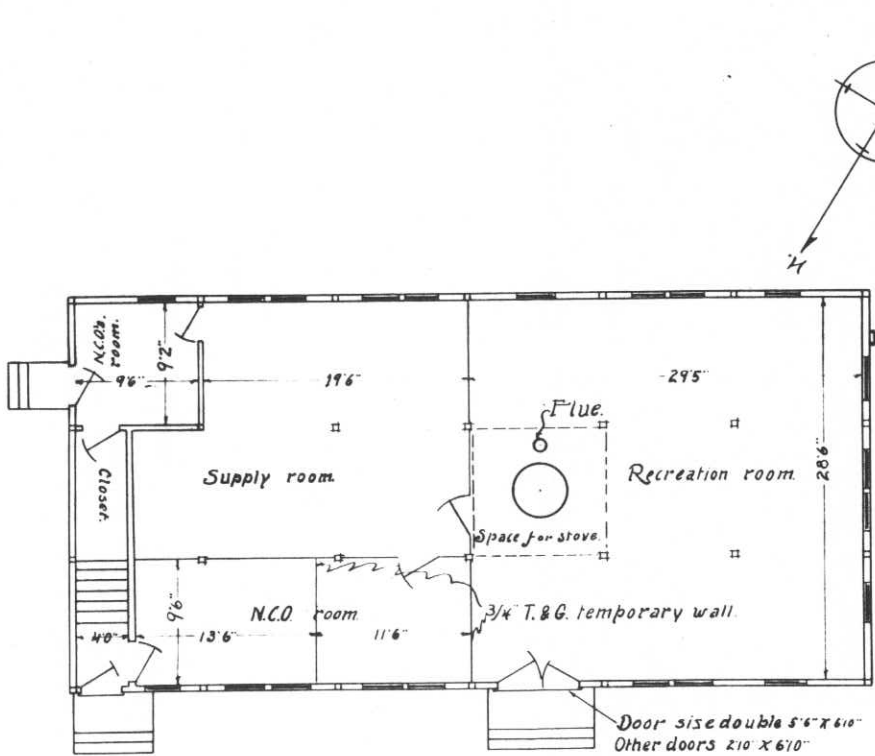 N.
N.C.O's.
room.
9'2"
9'6"
19'6"
29'5"
Flue.
Closet.
Supply room.
Recreation room.
28'6"
Space for stove.
9'6"
N.C.O. room.
3/4" T. & G. temporary wall.
4'0"
13'6"
11'6"
Door size double 5'6" X 6'10"
Other doors 2'10" X 6'10"